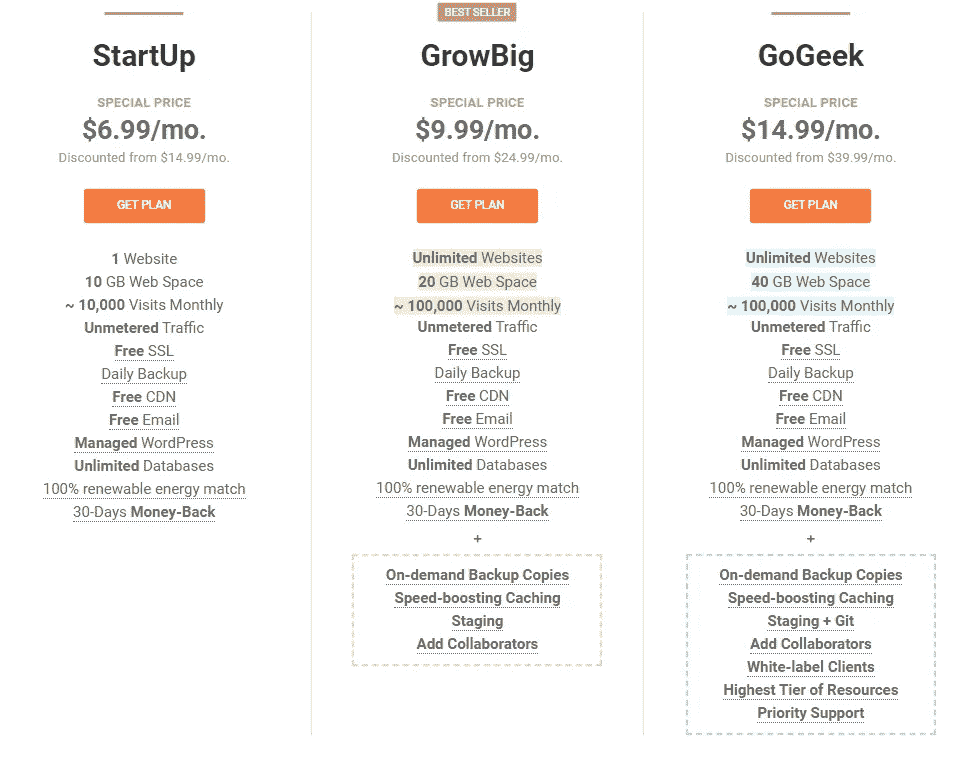 StartUp
SPECIAL PRICE
$6.99/mo.
Discounted from $14.99/mo.
GET PLAN
1 Website
10 GB Web Space
~ 10,000 Visits Monthly
Unmetered Traffic
Free SSL
Daily Backup
Free CDN
Free Email
Managed WordPress
Unlimited Databases
100% renewable energy match
30-Days Money-Back
BEST SELLER
GrowBig
SPECIAL PRICE
$9.99/mo.
Discounted from $24.99/mo.
GET PLAN
Unlimited Websites
20 GB Web Space
~ 100,000 Visits Monthly
Unmetered Traffic
Free SSL
Daily Backup
Free CDN
Free Email
Managed WordPress
Unlimited Databases
100% renewable energy match
30-Days Money-Back
+
On-demand Backup Copies
Speed-boosting Caching
Staging
Add Collaborators
GoGeek
SPECIAL PRICE
$14.99/mo.
Discounted from $39.99/mo.
GET PLAN
Unlimited Websites
40 GB Web Space
~ 100,000 Visits Monthly
Unmetered Traffic
Free SSL
Daily Backup
Free CDN
Free Email
Managed WordPress
Unlimited Databases
100% renewable energy match
30-Days Money-Back
+
On-demand Backup Copies
Speed-boosting Caching
Staging + Git
Add Collaborators
White-label Clients
Highest Tier of Resources
Priority Support